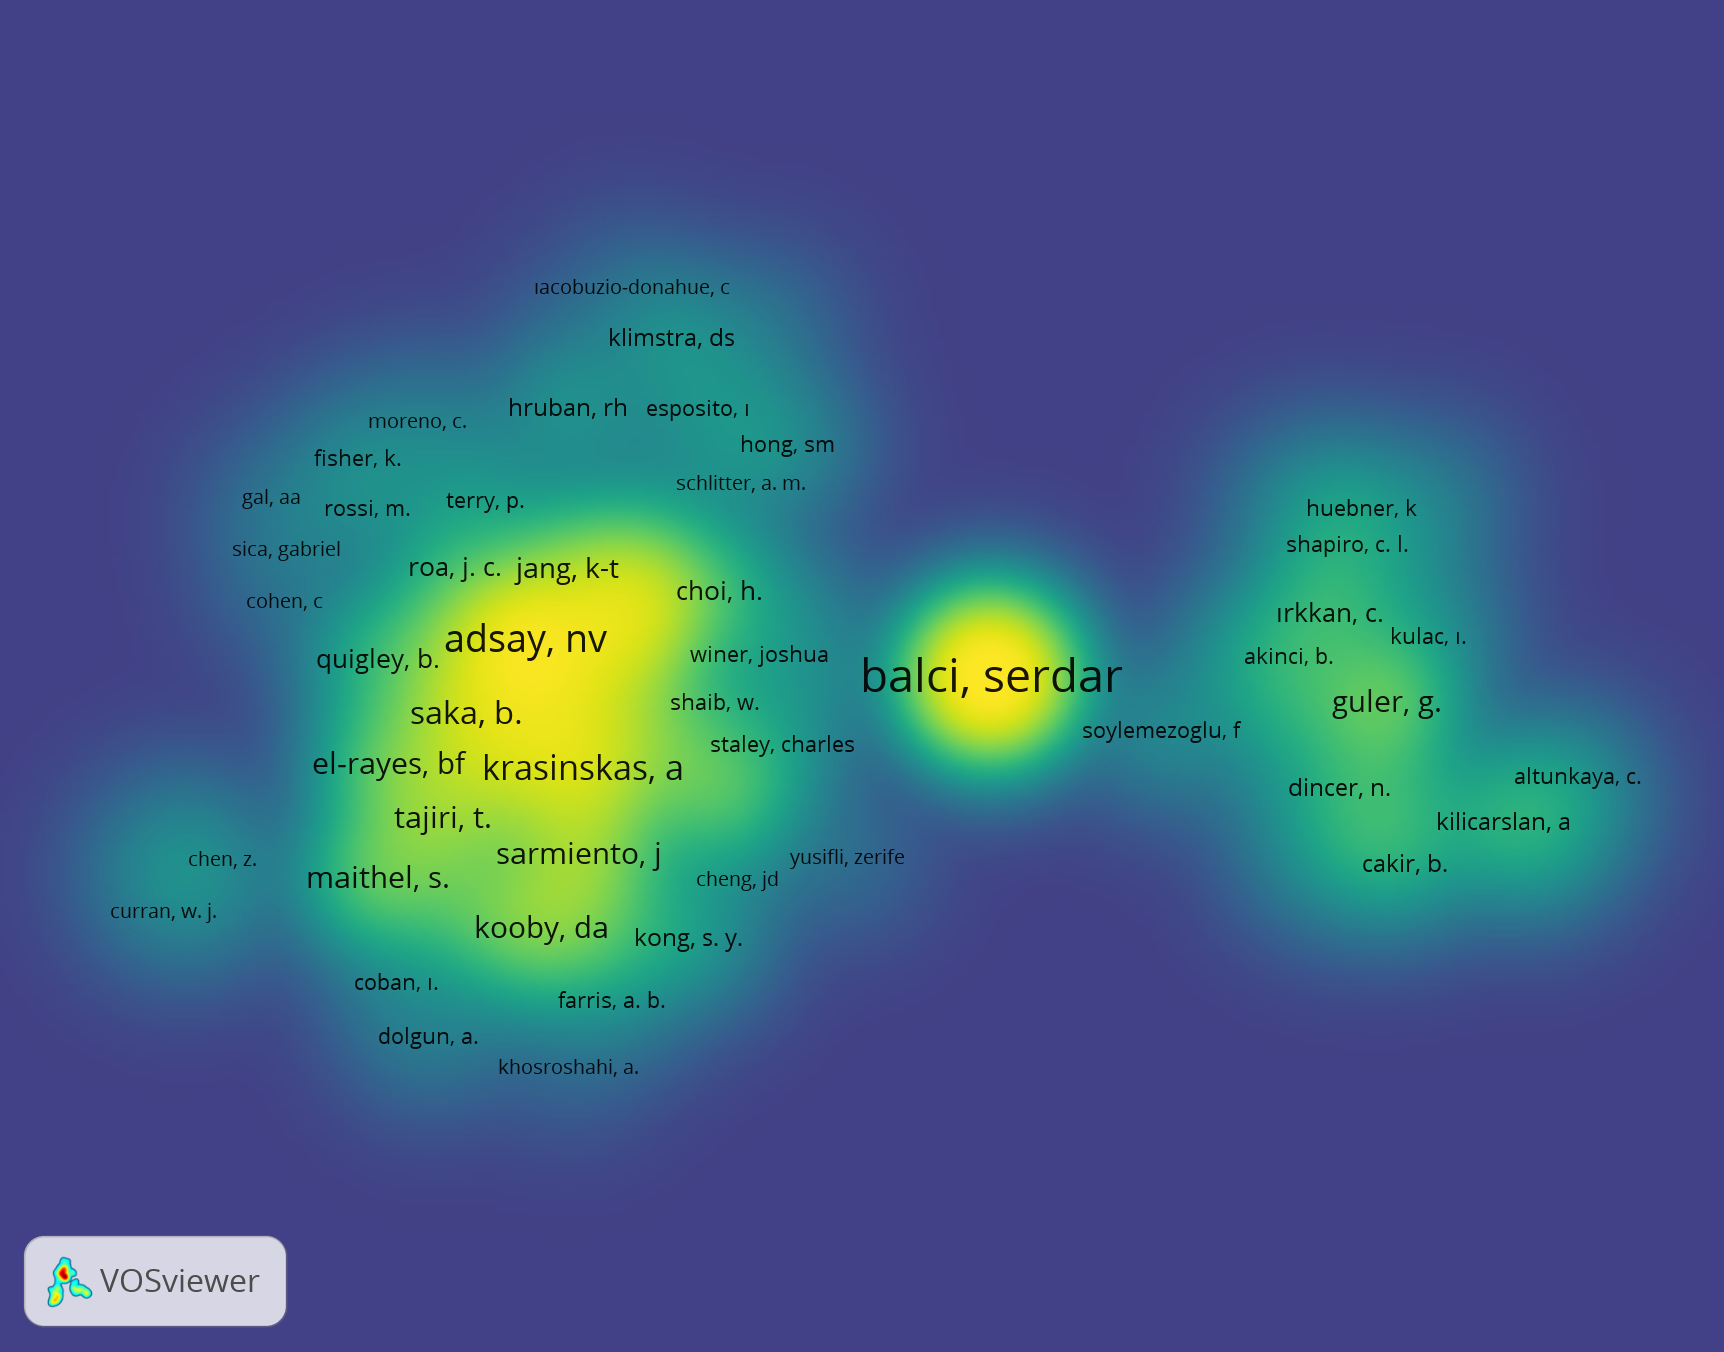 ıacobuzio-donahue, c
klimstra, ds
hruban, rh
esposito, ı
moreno, c.
hong, sm
fisher, k.
schlitter, a. m.
gal, aa
rossi, m.
terry, p.
huebner, k
sica, gabriel
shapiro, c. l.
roa, j. c.
jang, k-t
choi, h.
cohen, c
ırkkan, c.
adsay, nv
kulac, ı.
quigley, b.
winer, joshua
akinci, b.
balci, serdar
saka, b.
shaib, w.
guler, g.
soylemezoglu, f
staley, charles
el-rayes, bf
krasinskas, a
altunkaya, c.
dincer, n.
tajiri, t.
kilicarslan, a
sarmiento, j
yusifli, zerife
chen, z.
cakir, b.
maithel, s.
cheng, jd
curran, w. j.
kooby, da
kong, s. y.
coban, ı.
farris, a. b.
dolgun, a.
khosroshahi, a.
VOSviewer